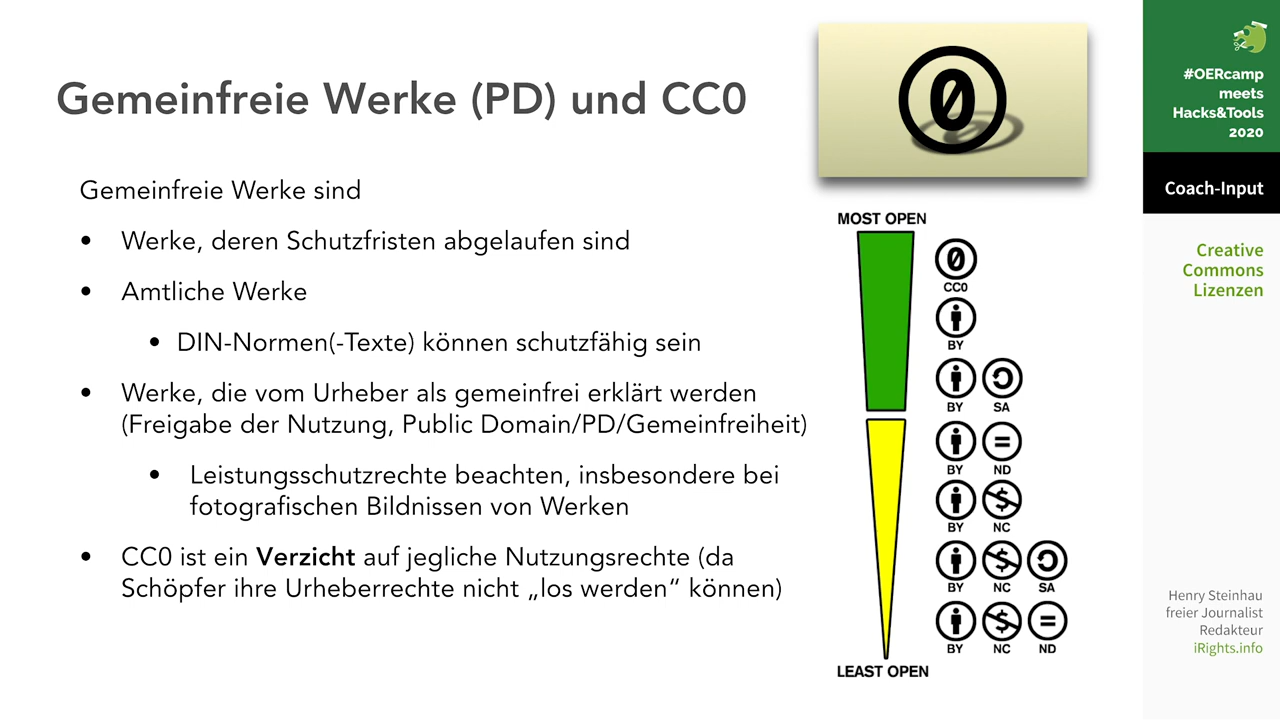 Gemeinfreie Werke (PD) und CC0
Gemeinfreie Werke sind
• Werke, deren Schutzfristen abgelaufen sind
• Amtliche Werke
• DIN-Normen(-Texte) können schutzfähig sein
• Werke, die vom Urheber als gemeinfrei erklärt werden
(Freigabe der Nutzung, Public Domain/PD/Gemeinfreiheit)
• Leistungsschutzrechte beachten, insbesondere bei
fotografischen Bildnissen von Werken
• CC0 ist ein Verzicht auf jegliche Nutzungsrechte (da
Schöpfer ihre Urheberrechte nicht „los werden“ können)
0
MOST OPEN
0
CC0
BY
BY SA
BY ND
BY NC
BY NC SA
BY NC ND
LEAST OPEN
#OERcamp
meets
Hacks&Tools
2020
Coach-Input
Creative
Commons
Lizenzen
Henry Steinhau
freier Journalist
Redakteur
iRights.info